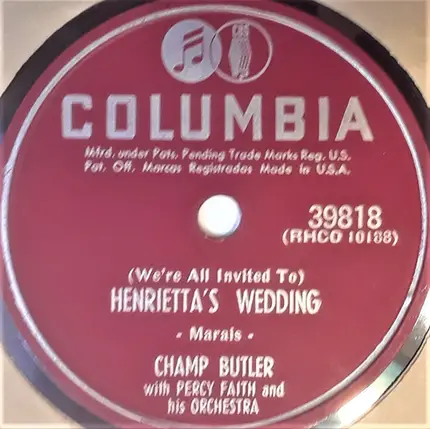 CBS
COLUMBIA
Mfrd. under Pats. Pending Trade Marks Reg. U.S.
Pat. Off. Marcas Registradas Made in U.S.A.
39818
(RHCO 10188)
(We're All Invited To)
HENRIETTA'S WEDDING
- Marais -
CHAMP BUTLER
with PERCY FAITH and
his ORCHESTRA